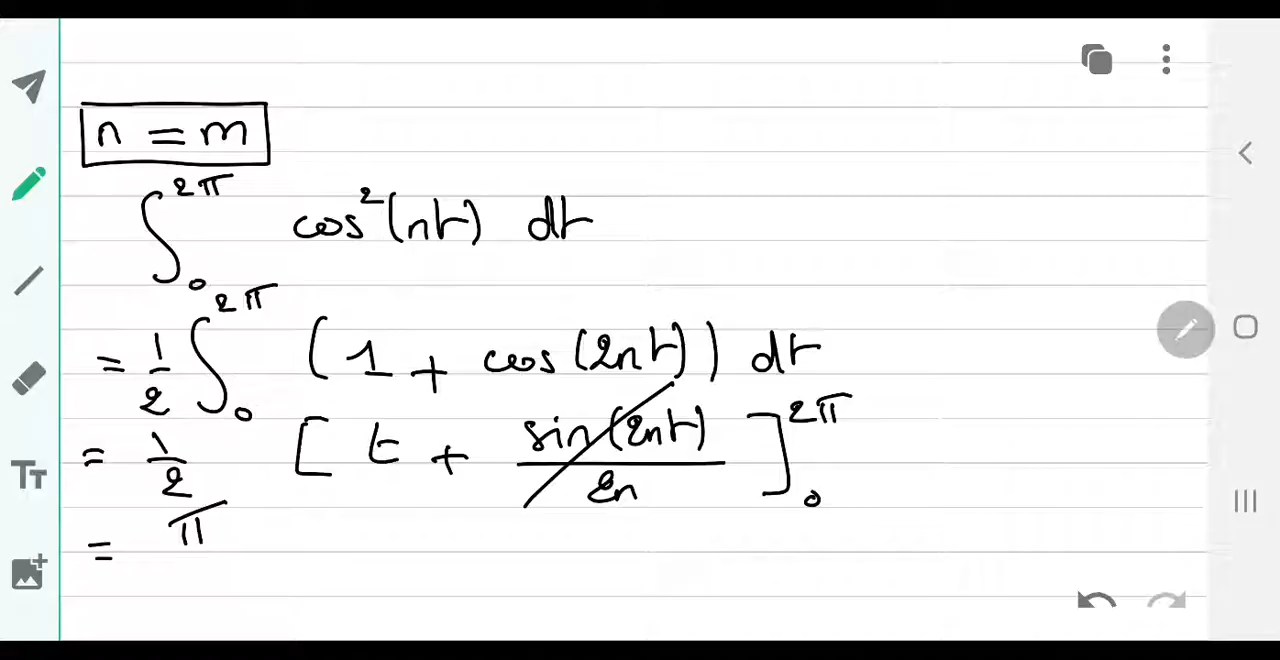 n = m
∫₀^{2π} cos²(nt) dt
= 1/2 ∫₀^{2π} (1 + cos(2nt)) dt
= 1/2 [t + sin(2nt)/2n]₀^{2π}
= π
Tт